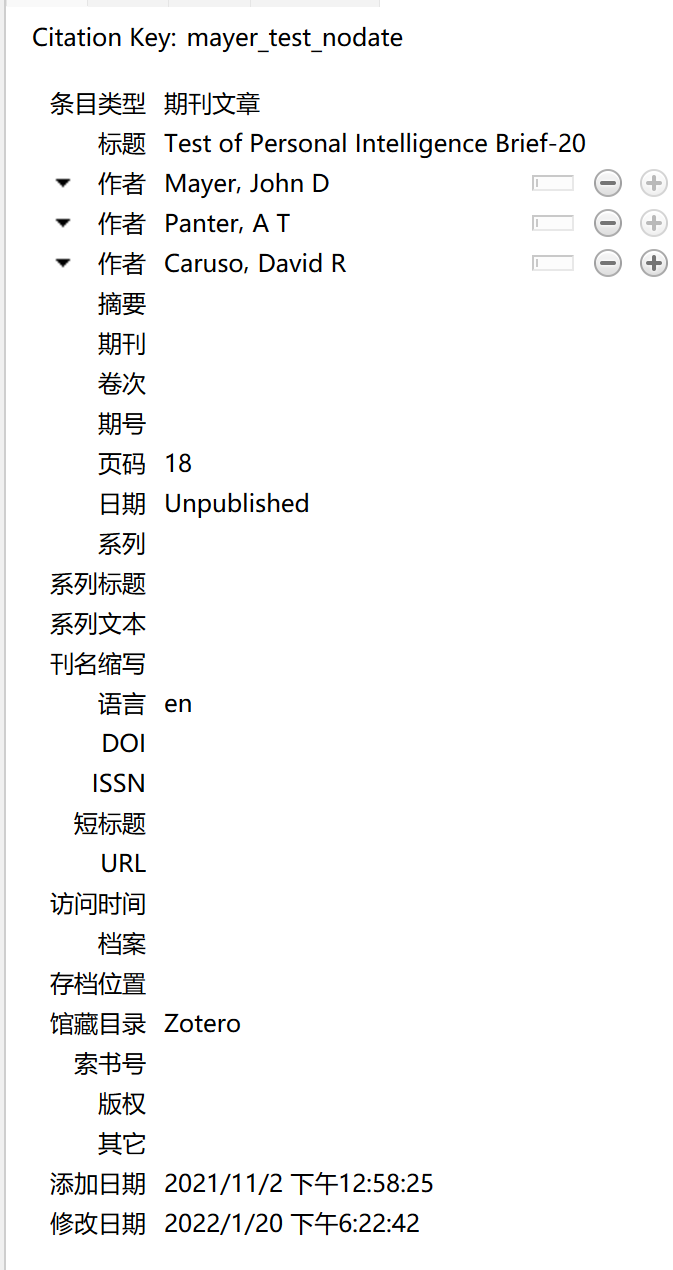 Citation Key: mayer_test_nodate
条目类型 期刊文章
标题 Test of Personal Intelligence Brief-20
作者 Mayer, John D
作者 Panter, A T
作者 Caruso, David R
摘要
期刊
卷次
期号
页码 18
日期 Unpublished
系列
系列标题
系列文本
刊名缩写
语言 en
DOI
ISSN
短标题
URL
访问时间
档案
存档位置
馆藏目录 Zotero
索书号
版权
其它
添加日期 2021/11/2 下午12:58:25
修改日期 2022/1/20 下午6:22:42